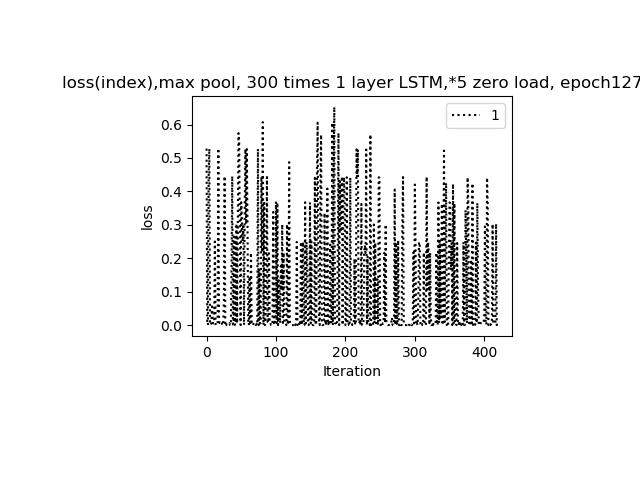 loss(index),max pool, 300 times 1 layer LSTM,*5 zero load, epoch127
1
loss
0.6
0.5
0.4
0.3
0.2
0.1
0.0
0 100 200 300 400
Iteration